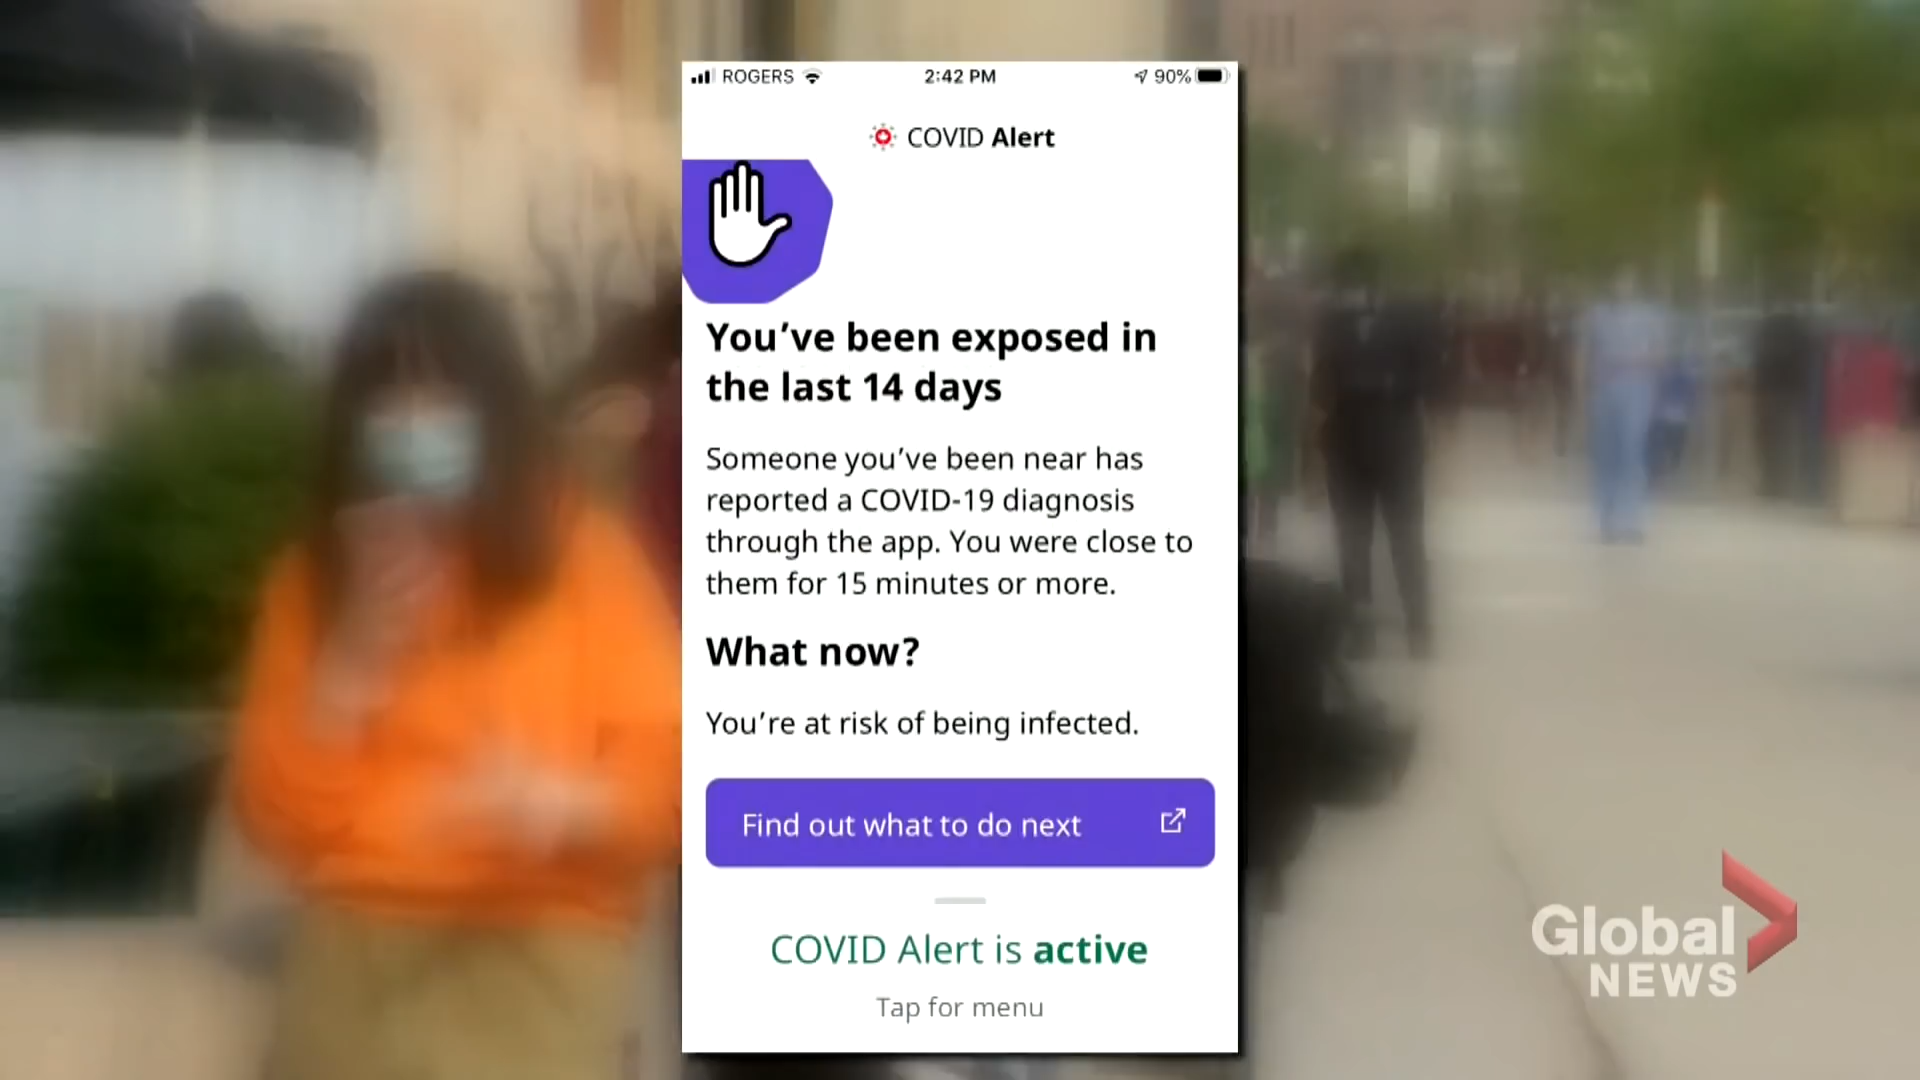 ROGERS 2:42 PM 90%
COVID Alert
You’ve been exposed in
the last 14 days
Someone you’ve been near has
reported a COVID-19 diagnosis
through the app. You were close to
them for 15 minutes or more.
What now?
You’re at risk of being infected.
Find out what to do next
COVID Alert is active
Tap for menu
Global
NEWS